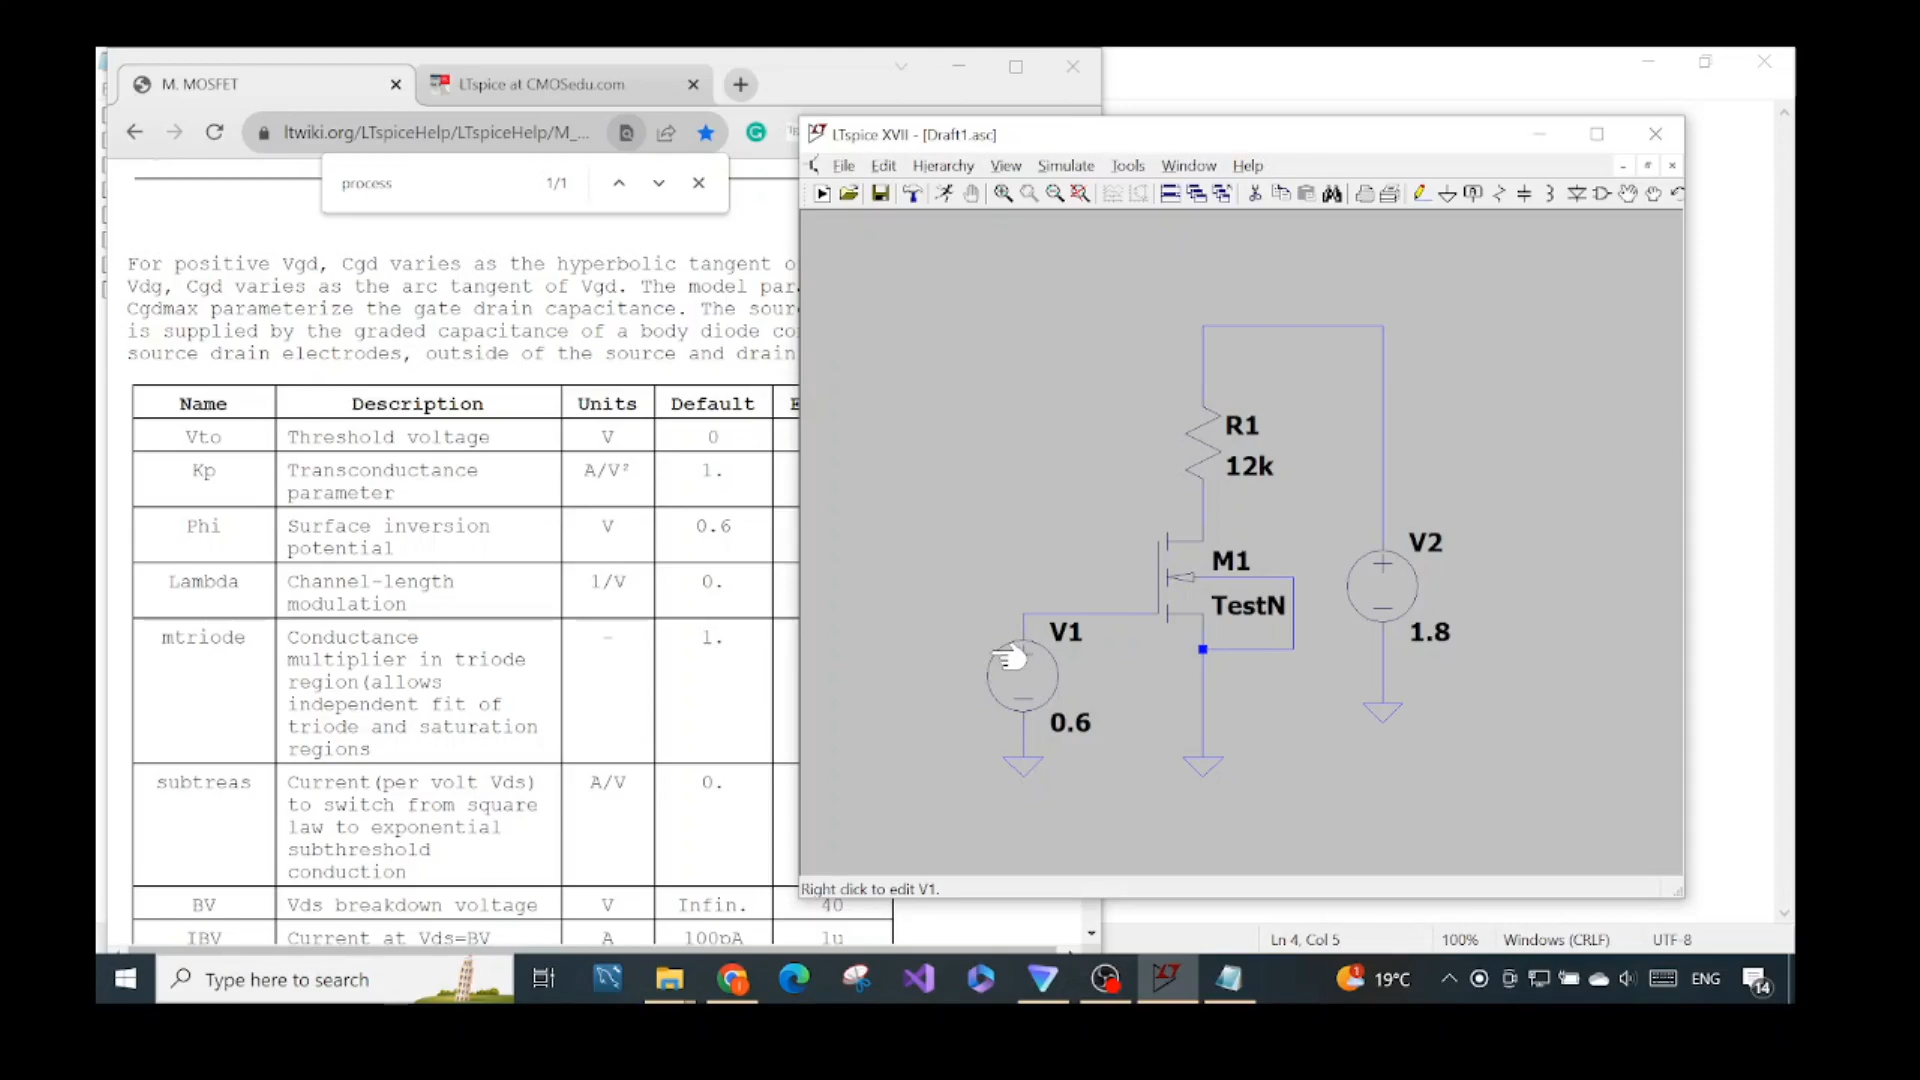 M. MOSFET
LTspice at CMOSedu.com
ltwiki.org/LTspiceHelp/LTspiceHelp/M_...
process 1/1
For positive Vgd, Cgd varies as the hyperbolic tangent o
Vdg, Cgd varies as the arc tangent of Vgd. The model par
Cgdmax parameterize the gate drain capacitance. The sour
is supplied by the graded capacitance of a body diode co
source drain electrodes, outside of the source and drain
Name Description Units Default
Vto Threshold voltage V 0
Kp Transconductance parameter A/V² 1.
Phi Surface inversion potential V 0.6
Lambda Channel-length modulation 1/V 0.
mtriode Conductance multiplier in triode region(allows independent fit of triode and saturation regions - 1.
subtreas Current(per volt Vds) to switch from square law to exponential subthreshold conduction A/V 0.
BV Vds breakdown voltage V Infin. 40
IBV Current at Vds=BV A 100pA 1u
LTspice XVII - [Draft1.asc]
File Edit Hierarchy View Simulate Tools Window Help
R1
12k
M1
TestN
V2
1.8
V1
0.6
Right click to edit V1.
Ln 4, Col 5 100% Windows (CRLF) UTF-8
Type here to search
1
19°C
ENG
14